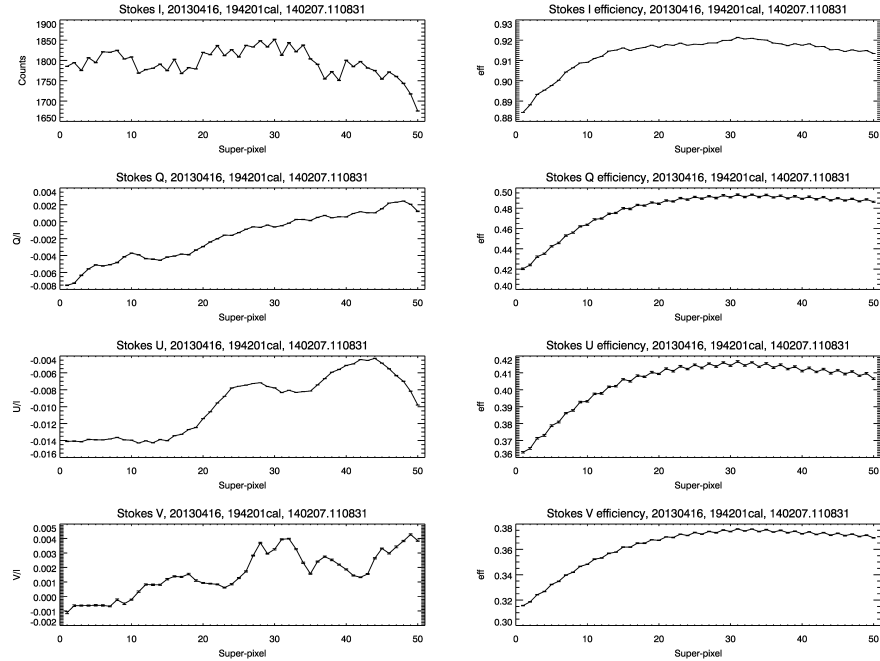 Stokes I, 20130416, 194201cal, 140207.110831
1900
1850
1800
1750
1700
1650
Counts
0 10 20 30 40 50
Super-pixel
Stokes I efficiency, 20130416, 194201cal, 140207.110831
0.93
0.92
0.91
0.90
0.89
0.88
eff
0 10 20 30 40 50
Super-pixel
Stokes Q, 20130416, 194201cal, 140207.110831
0.004
0.002
0.000
-0.002
-0.004
-0.006
-0.008
Q/I
0 10 20 30 40 50
Super-pixel
Stokes Q efficiency, 20130416, 194201cal, 140207.110831
0.50
0.48
0.46
0.44
0.42
0.40
eff
0 10 20 30 40 50
Super-pixel
Stokes U, 20130416, 194201cal, 140207.110831
-0.004
-0.006
-0.008
-0.010
-0.012
-0.014
-0.016
U/I
0 10 20 30 40 50
Super-pixel
Stokes U efficiency, 20130416, 194201cal, 140207.110831
0.42
0.41
0.40
0.39
0.38
0.37
0.36
eff
0 10 20 30 40 50
Super-pixel
Stokes V, 20130416, 194201cal, 140207.110831
0.005
0.004
0.003
0.002
0.001
0.000
-0.001
-0.002
V/I
0 10 20 30 40 50
Super-pixel
Stokes V efficiency, 20130416, 194201cal, 140207.110831
0.38
0.36
0.34
0.32
0.30
eff
0 10 20 30 40 50
Super-pixel